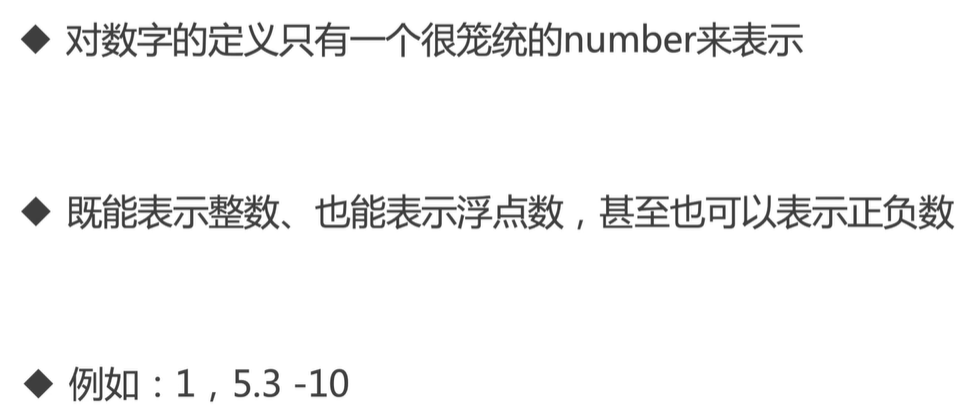 ◆ 对数字的定义只有一个很笼统的number来表示
◆ 既能表示整数、也能表示浮点数，甚至也可以表示正负数
◆ 例如：1，5.3 -10